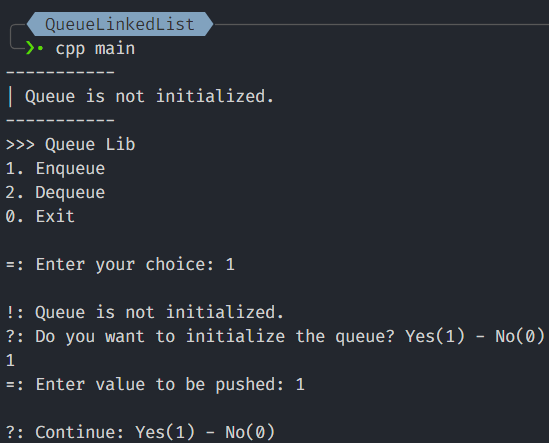 QueueLinkedList
❯• cpp main
-----------
| Queue is not initialized.
-----------
>>> Queue Lib
1. Enqueue
2. Dequeue
0. Exit
=: Enter your choice: 1
!: Queue is not initialized.
?: Do you want to initialize the queue? Yes(1) - No(0)
1
=: Enter value to be pushed: 1
?: Continue: Yes(1) - No(0)